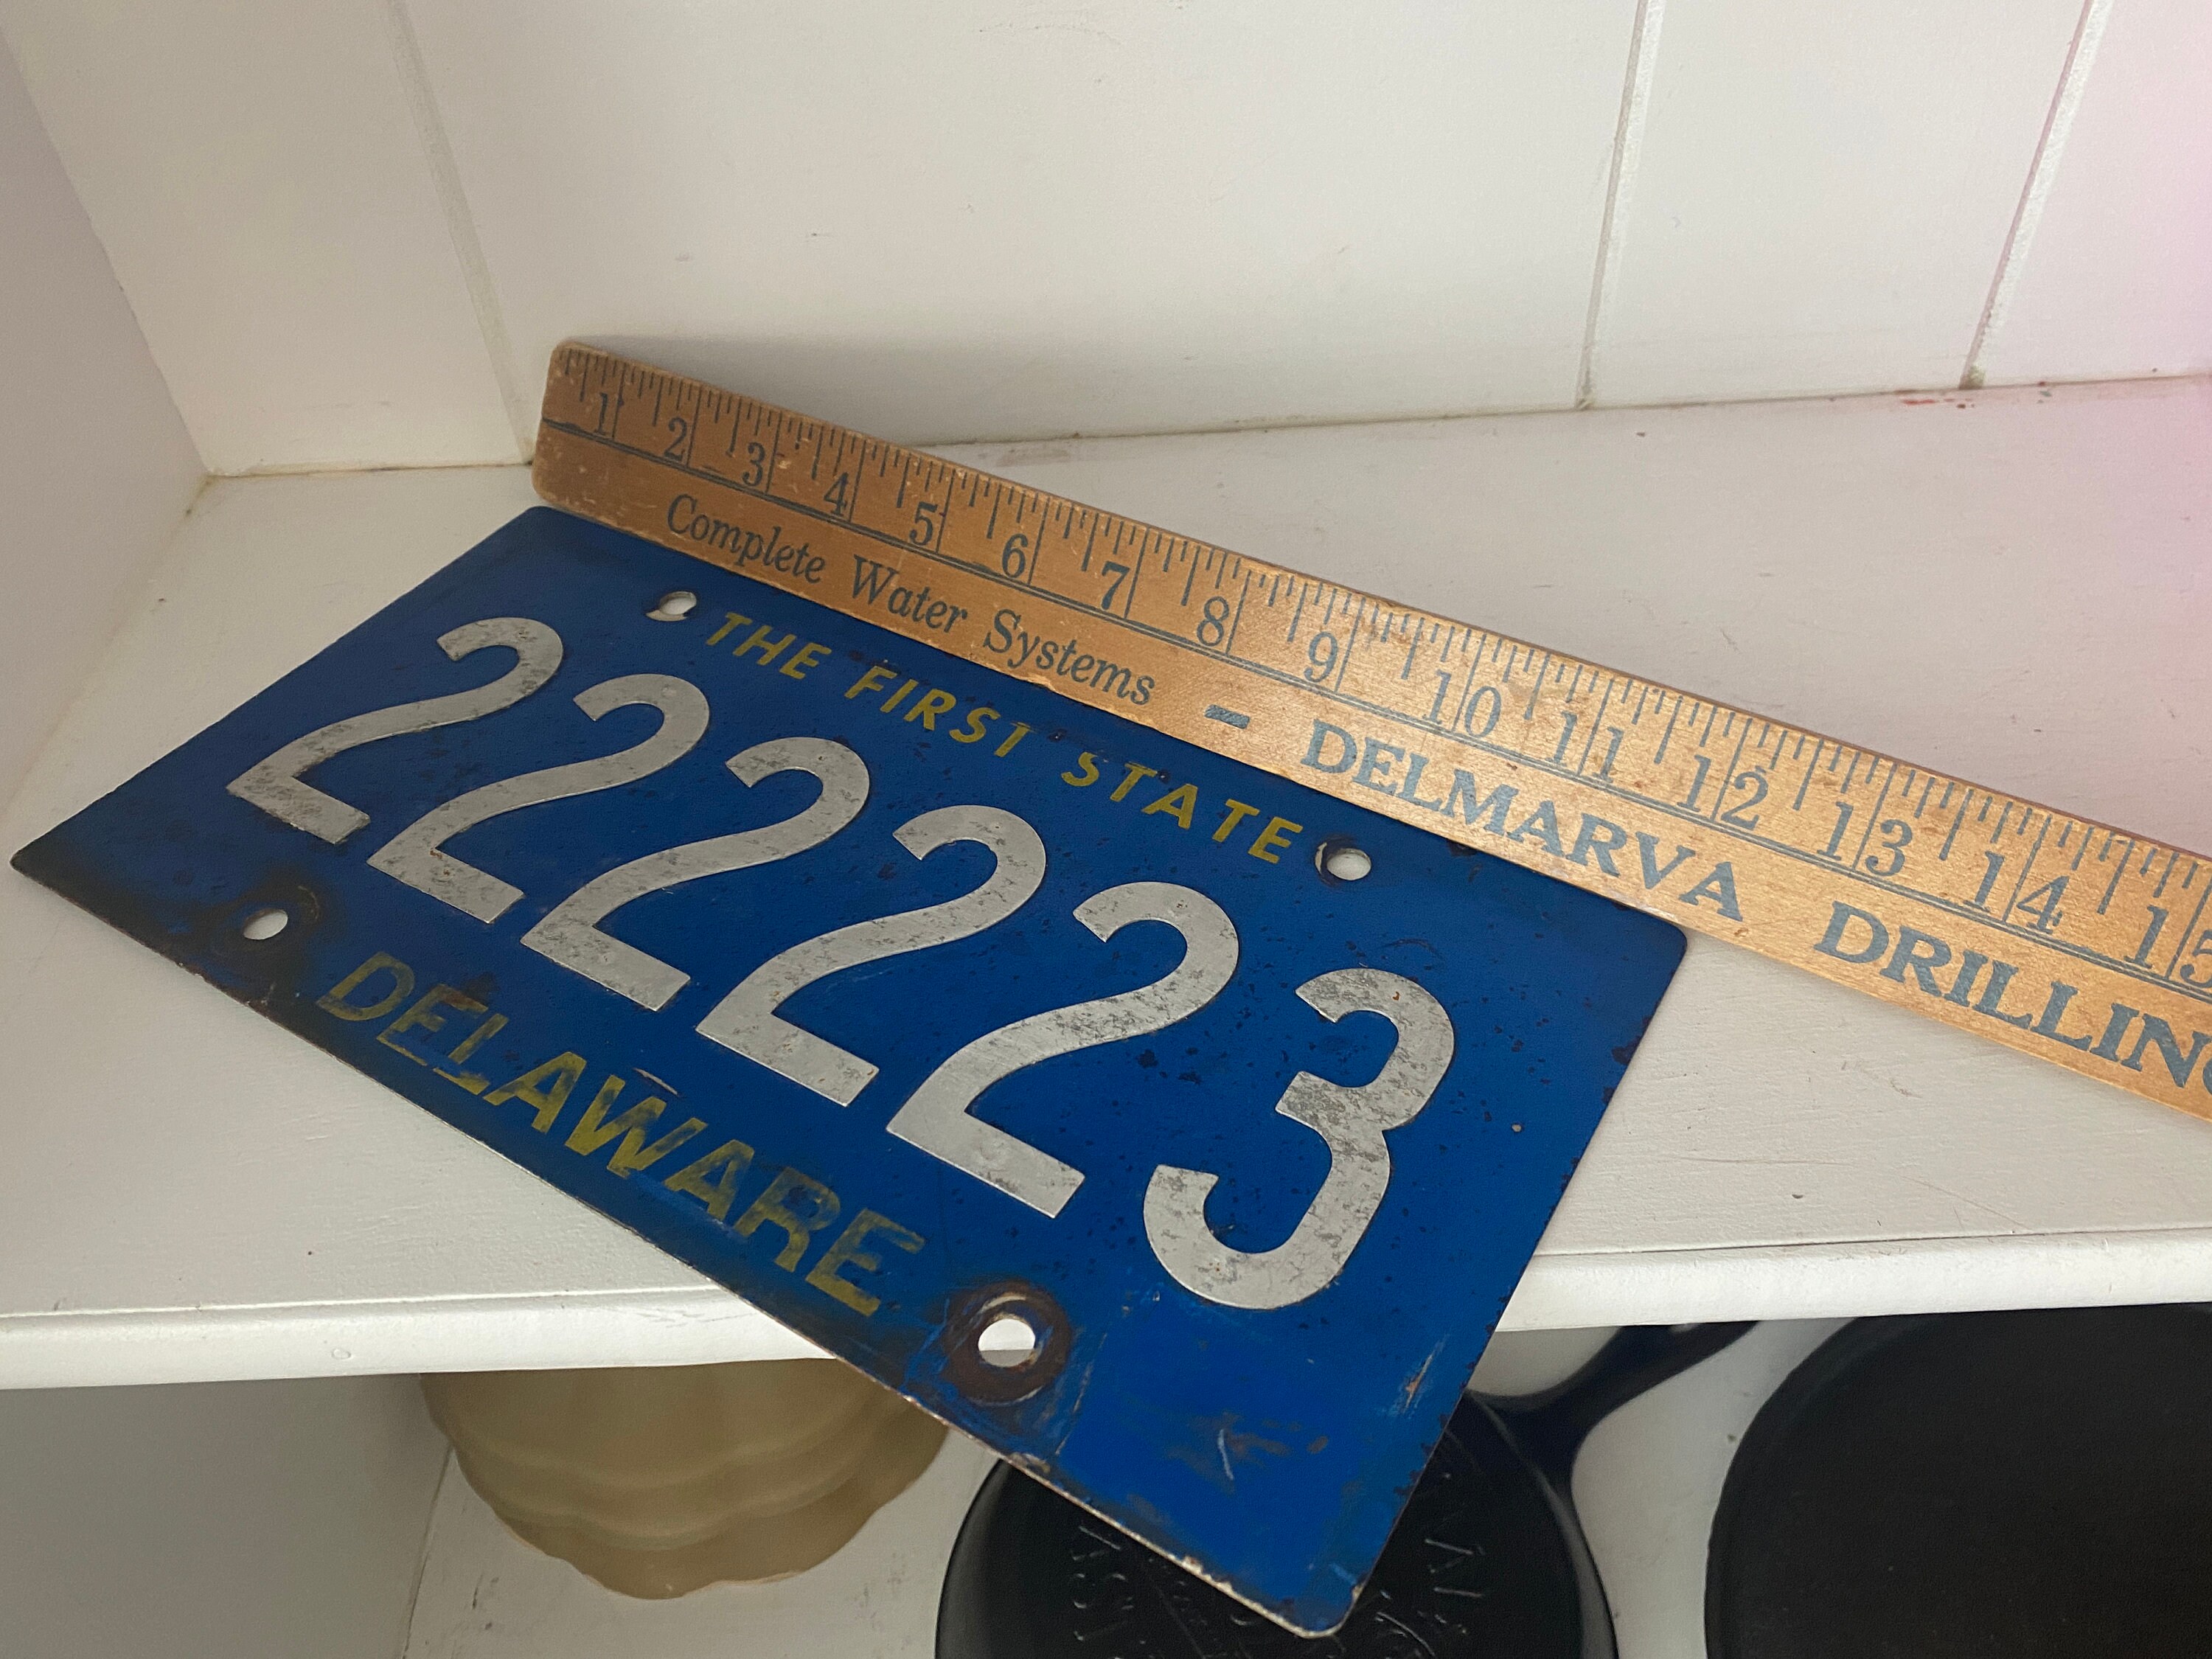 1 2 3 4 5 6 7 8 9 10 11 12 13 14 15
Complete Water Systems - DELMARVA DRILLING
THE FIRST STATE
222223
DELAWARE